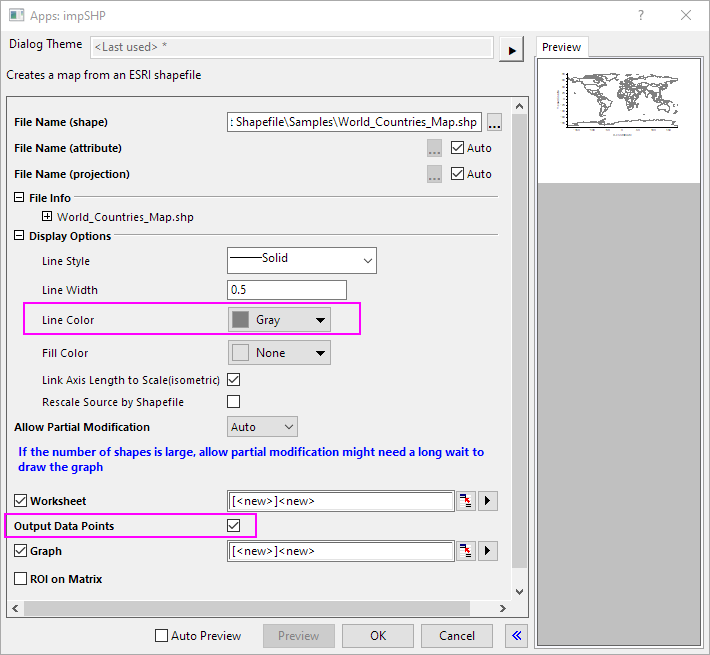 Apps: impSHP
Dialog Theme <Last used> *
Creates a map from an ESRI shapefile
Preview
File Name (shape) : Shapefile\Samples\World_Countries_Map.shp ...
File Name (attribute) ... Auto
File Name (projection) ... Auto
File Info
World_Countries_Map.shp
Display Options
Line Style Solid
Line Width 0.5
Line Color Gray
Fill Color None
Link Axis Length to Scale(isometric)
Rescale Source by Shapefile
Allow Partial Modification Auto
If the number of shapes is large, allow partial modification might need a long wait to
draw the graph
Worksheet [<new>]<new>
Output Data Points
Graph [<new>]<new>
ROI on Matrix
Auto Preview Preview OK Cancel